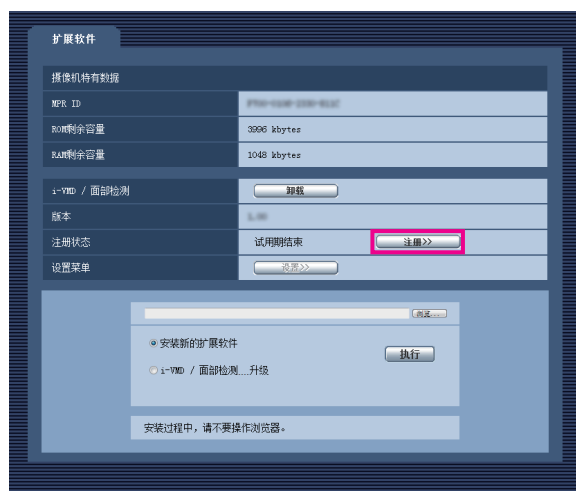 扩展软件
摄像机特有数据
MPR ID
ROM剩余容量 3996 kbytes
RAM剩余容量 1048 kbytes
i-VMD / 面部检测 卸载
版本
注册状态 试用期结束 注册>>
设置菜单 设置>>
浏览...
安装新的扩展软件
执行
i-VMD / 面部检测....升级
安装过程中，请不要操作浏览器。